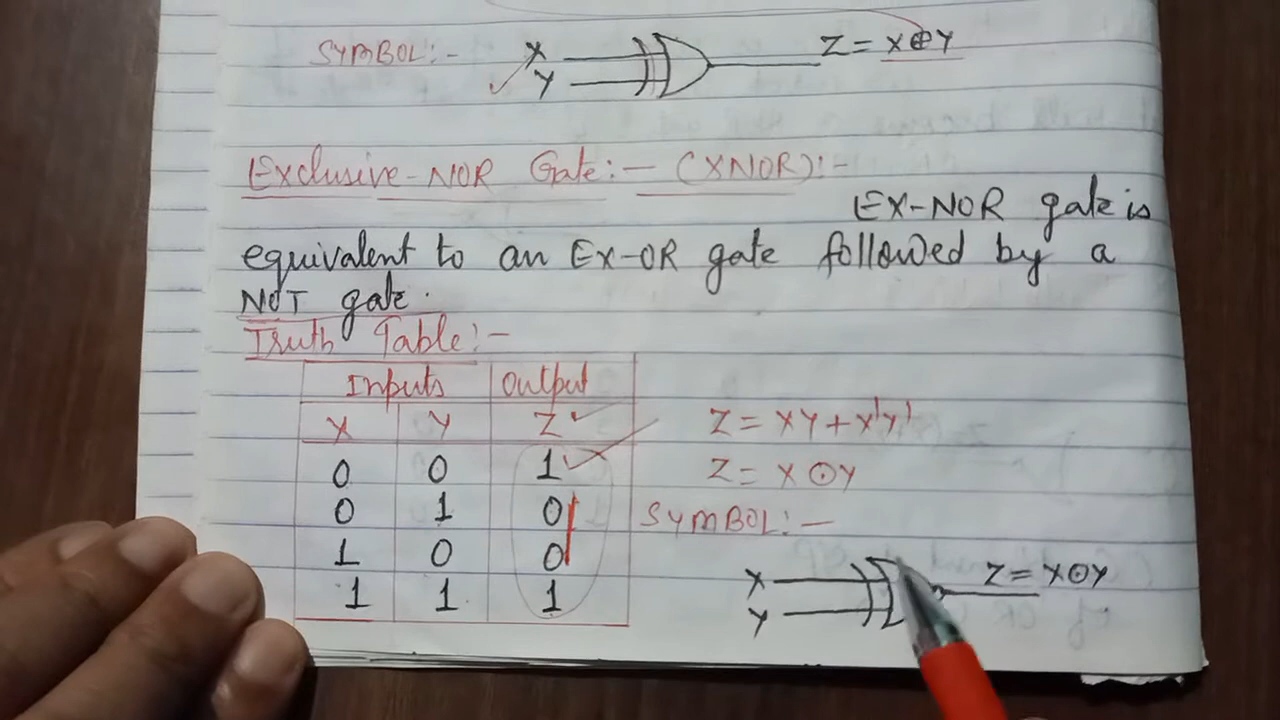 SYMBOL:- X Z = X⊕Y
Y
Exclusive-NOR Gate:- (XNOR):-
EX-NOR gate is
equivalent to an EX-OR gate followed by a
NOT gate.
Truth Table:-
Inputs Output
X Y Z
Z = XY + X'Y'
0 0 1
Z = X⊙Y
0 1 0
SYMBOL:-
1 0 0
X Z = X⊙Y
1 1 1
Y